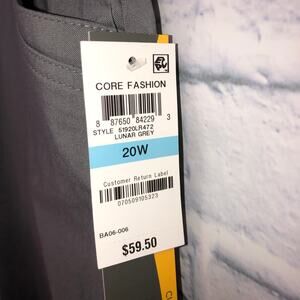 CORE FASHION
8 87650 84229 3
STYLE 51920LR472
LUNAR GREY
20W
Customer Return Label
070509105323
BA06-006
$59.50